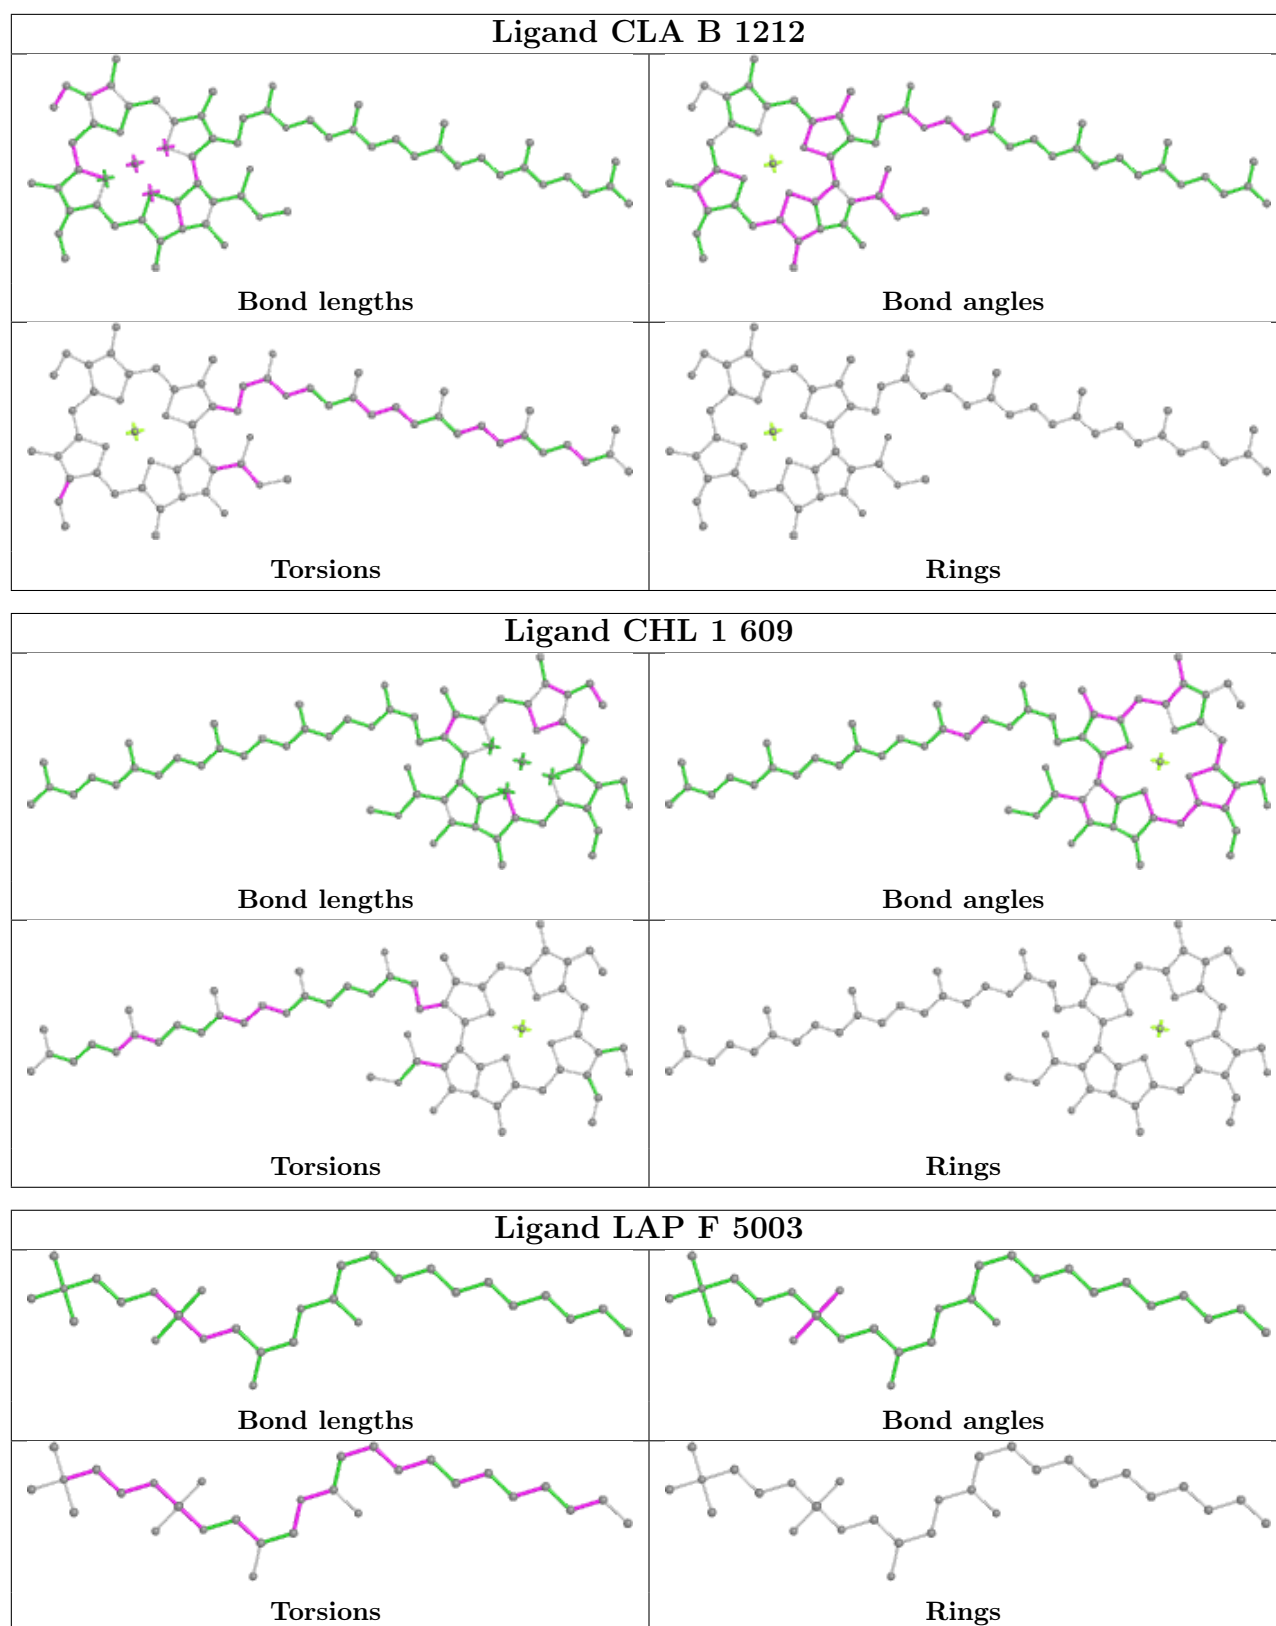 Ligand CLA B 1212
Bond lengths
Bond angles
Torsions
Rings
Ligand CHL 1 609
Bond lengths
Bond angles
Torsions
Rings
Ligand LAP F 5003
Bond lengths
Bond angles
Torsions
Rings